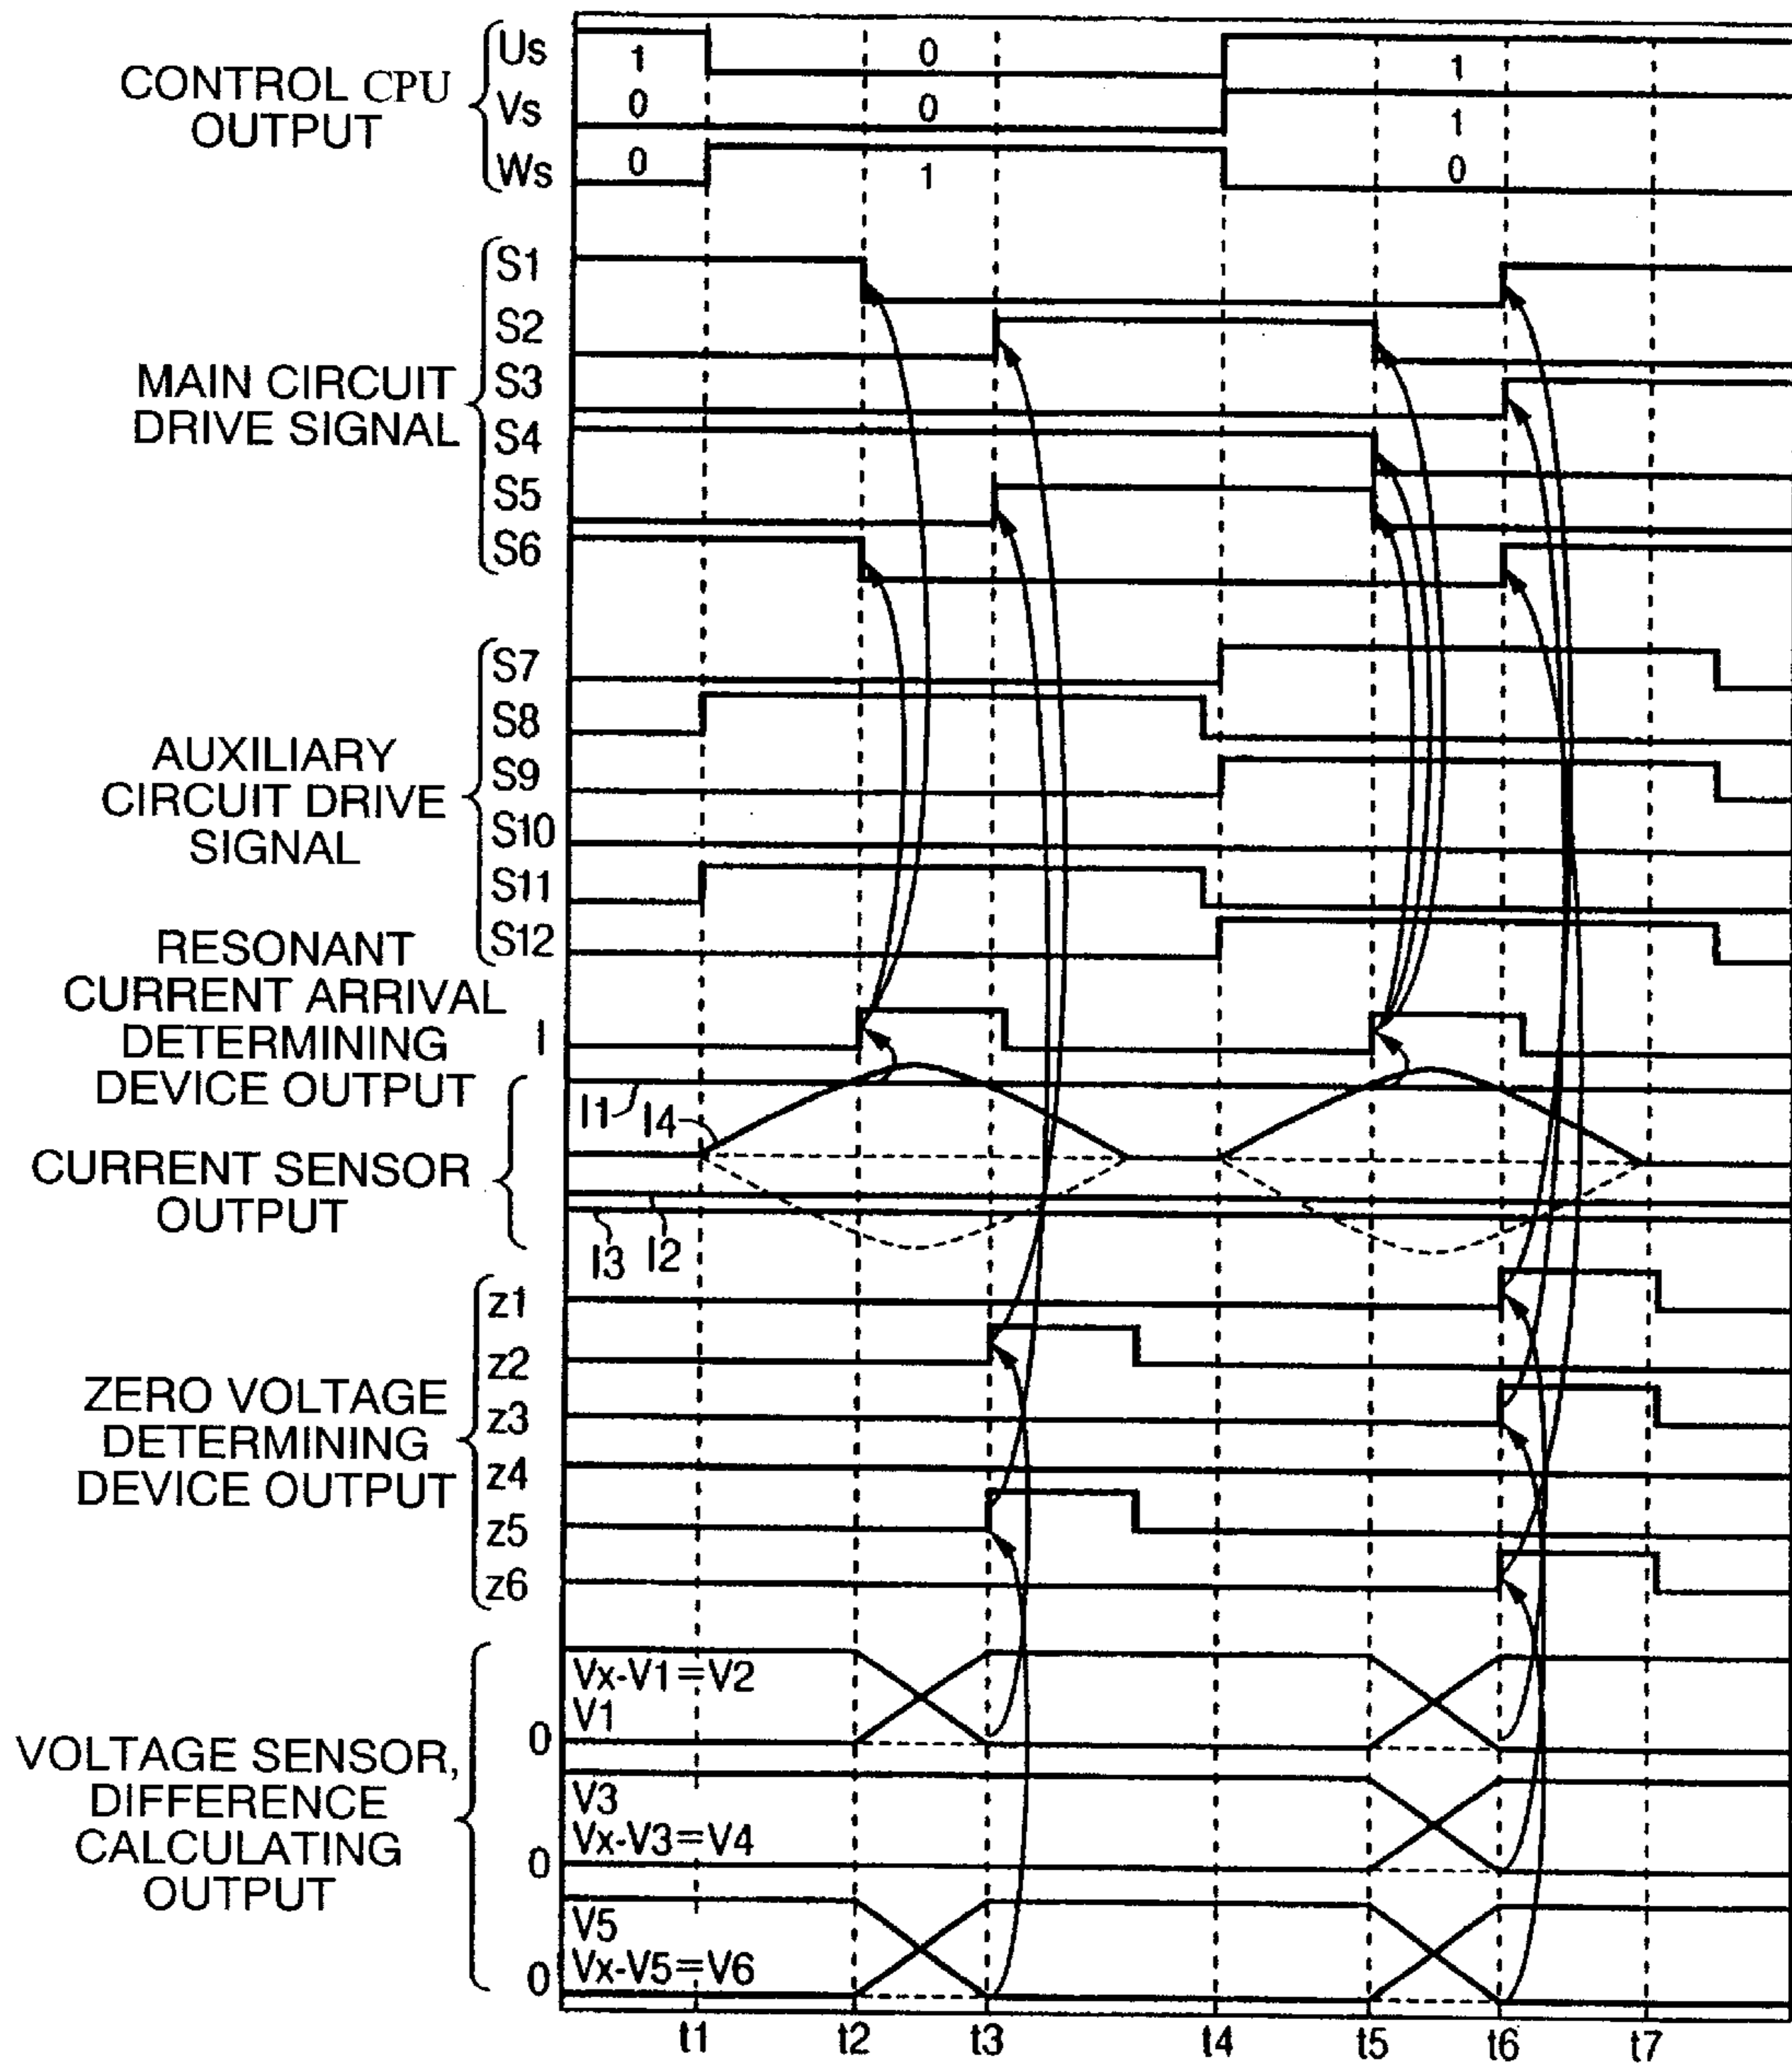 CONTROL CPU
OUTPUT
Us 1 0 1
Vs 0 0 1
Ws 0 1 0
MAIN CIRCUIT
DRIVE SIGNAL
S1
S2
S3
S4
S5
S6
AUXILIARY
CIRCUIT DRIVE
SIGNAL
S7
S8
S9
S10
S11
S12
RESONANT
CURRENT ARRIVAL
DETERMINING
DEVICE OUTPUT
I
CURRENT SENSOR
OUTPUT
I1 I4
I3 I2
ZERO VOLTAGE
DETERMINING
DEVICE OUTPUT
z1
z2
z3
z4
z5
z6
VOLTAGE SENSOR,
DIFFERENCE
CALCULATING
OUTPUT
Vx-V1=V2
V1
0
V3
Vx-V3=V4
0
V5
Vx-V5=V6
0
t1 t2 t3 t4 t5 t6 t7